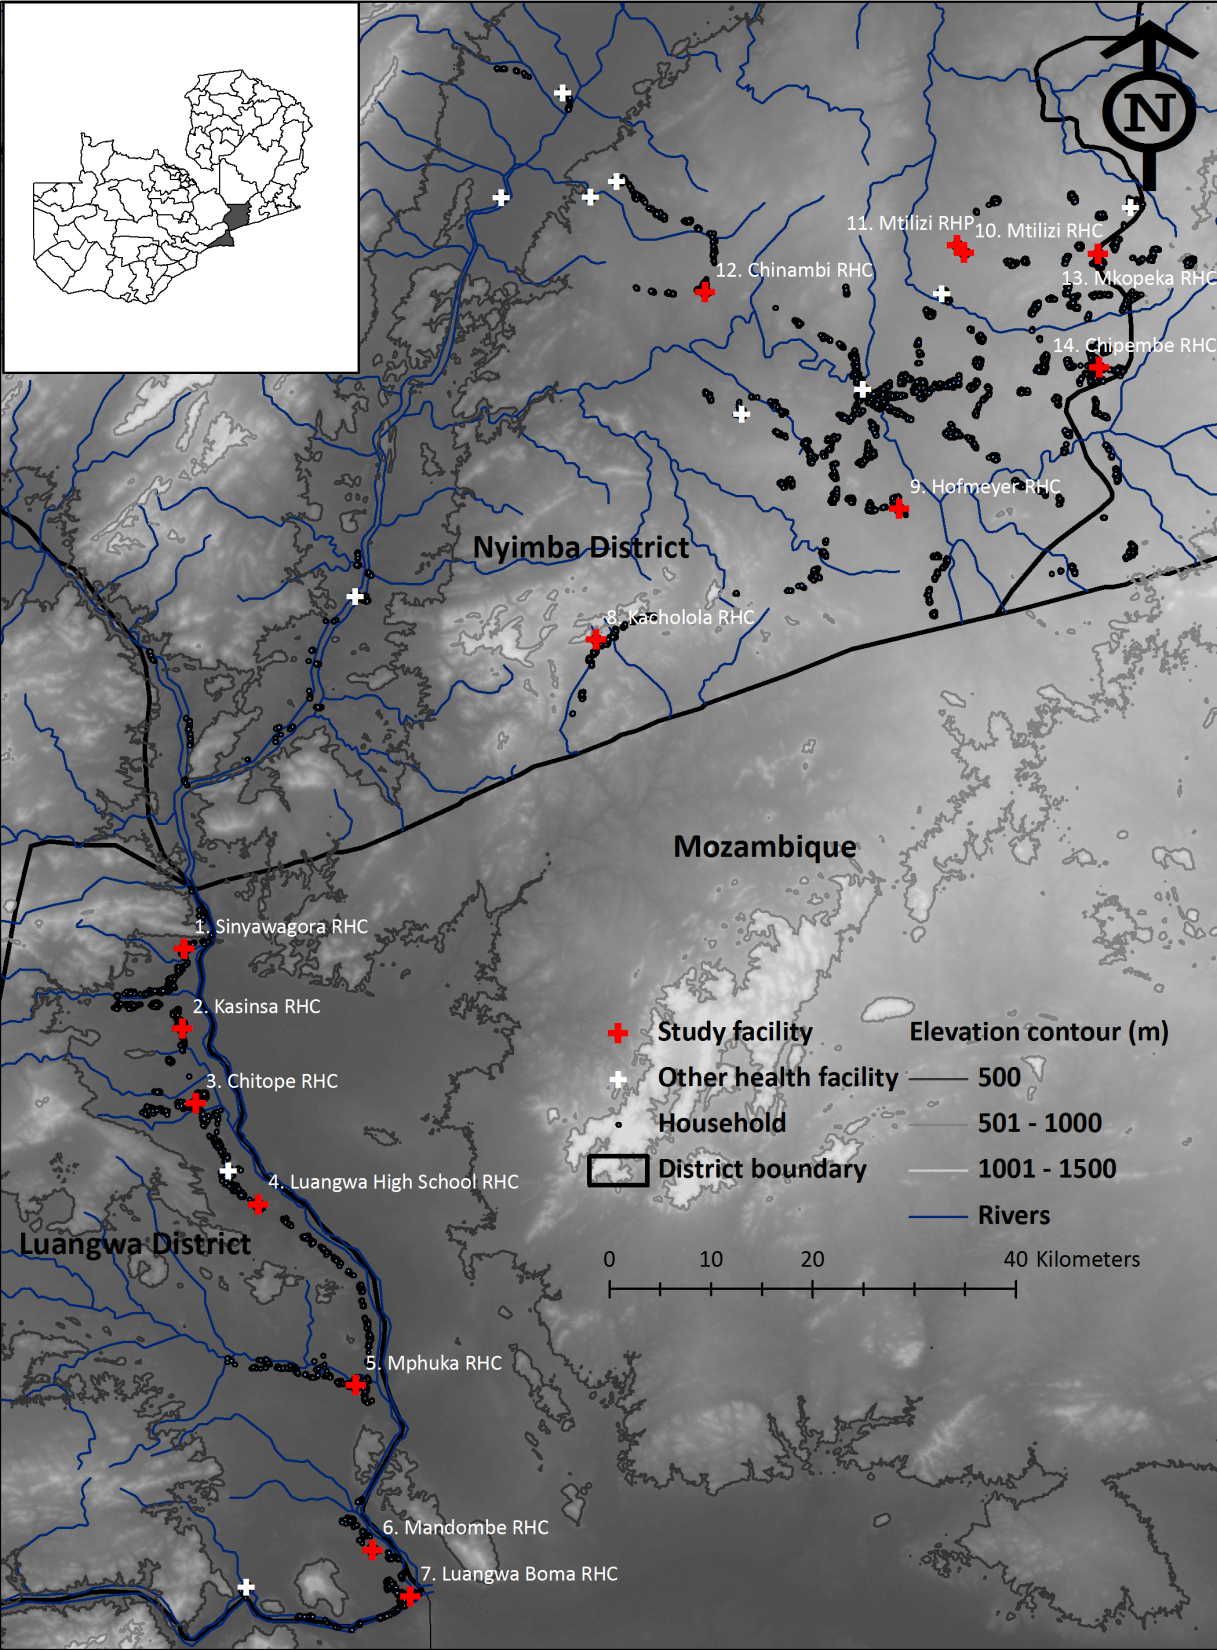 N
11. Mtilizi RHP
10. Mtilizi RHC
12. Chinambi RHC
13. Mkopeka RHC
14. Chipembe RHC
9. Hofmeyer RHC
Nyimba District
8. Kacholola RHC
Mozambique
1. Sinyawagora RHC
2. Kasinsa RHC
3. Chitope RHC
4. Luangwa High School RHC
Luangwa District
5. Mphuka RHC
6. Mandombe RHC
7. Luangwa Boma RHC
Study facility
Other health facility
Household
District boundary
Elevation contour (m)
500
501 - 1000
1001 - 1500
Rivers
0 10 20 40 Kilometers